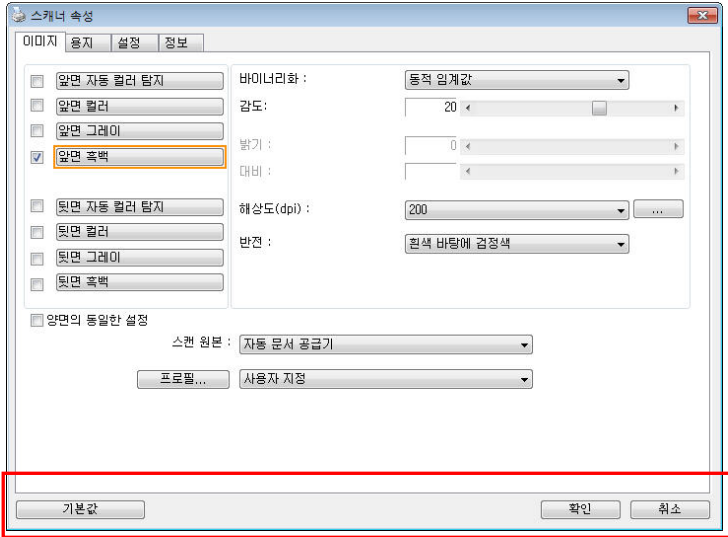 스캐너 속성
이미지 용지 설정 정보
앞면 자동 컬러 탐지
앞면 컬러
앞면 그레이
앞면 흑백
뒷면 자동 컬러 탐지
뒷면 컬러
뒷면 그레이
뒷면 흑백
바이너리화 : 동적 임계값
감도: 20
밝기 : 0
대비 :
해상도(dpi) : 200 ...
반전 : 흰색 바탕에 검정색
양면의 동일한 설정
스캔 원본 : 자동 문서 공급기
프로필... 사용자 지정
기본값 확인 취소